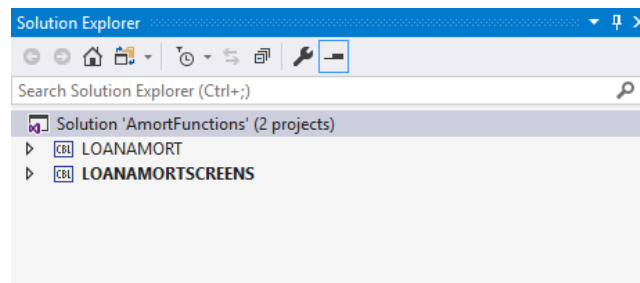 Solution Explorer
Search Solution Explorer (Ctrl+;)
Solution 'AmortFunctions' (2 projects)
CBL LOANAMORT
CBL LOANAMORTSCREENS